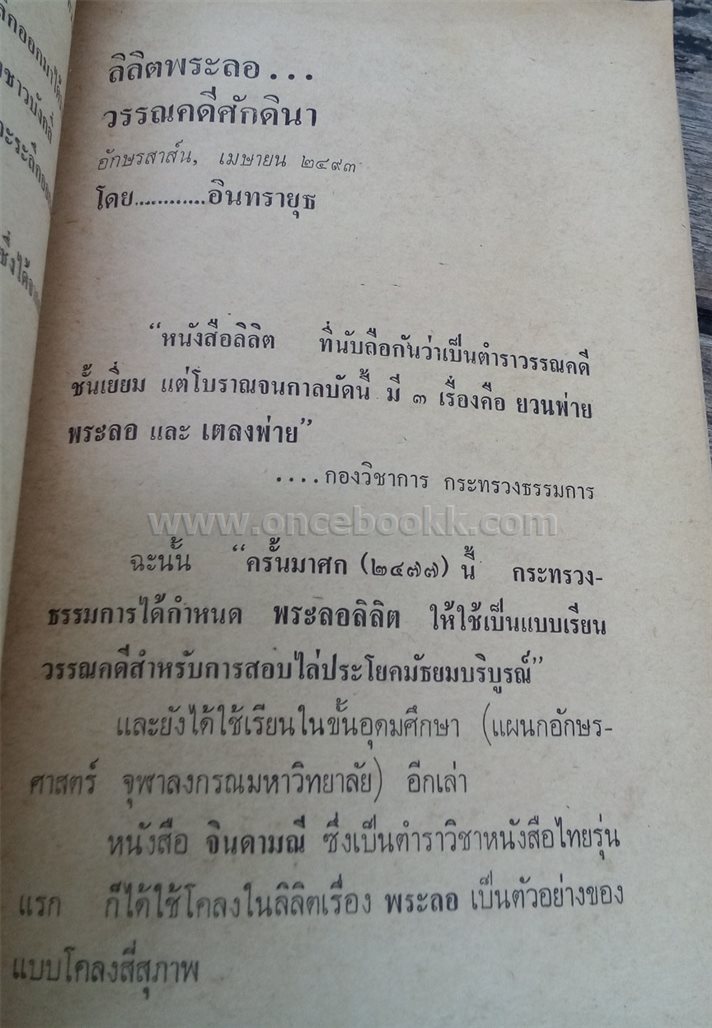 ลิลิตพระลอ...
วรรณคดีศักดินา
อักษรสาส์น, เมษายน ๒๔๙๓
โดย............อินทรายุธ
“หนังสือลิลิต ที่นับถือกันว่าเป็นตำราวรรณคดี
ชั้นเยี่ยม แต่โบราณจนกาลบัดนี้ มี ๓ เรื่องคือ ยวนพ่าย
พระลอ และ เตลงพ่าย”
....กองวิชาการ กระทรวงธรรมการ
www.oncebookk.com
ฉะนั้น “ครั้นมาศก (๒๔๗๗) นี้ กระทรวง-
ธรรมการได้กำหนด พระลอลิลิต ให้ใช้เป็นแบบเรียน
วรรณคดีสำหรับการสอบไล่ประโยคมัธยมบริบูรณ์”
และยังได้ใช้เรียนในขั้นอุดมศึกษา (แผนกอักษร-
ศาสตร์ จุฬาลงกรณมหาวิทยาลัย) อีกเล่า
หนังสือ จินดามณี ซึ่งเป็นตำราวิชาหนังสือไทยรุ่น
แรก ก็ได้ใช้โคลงในลิลิตเรื่อง พระลอ เป็นตัวอย่างของ
แบบโคลงสี่สุภาพ